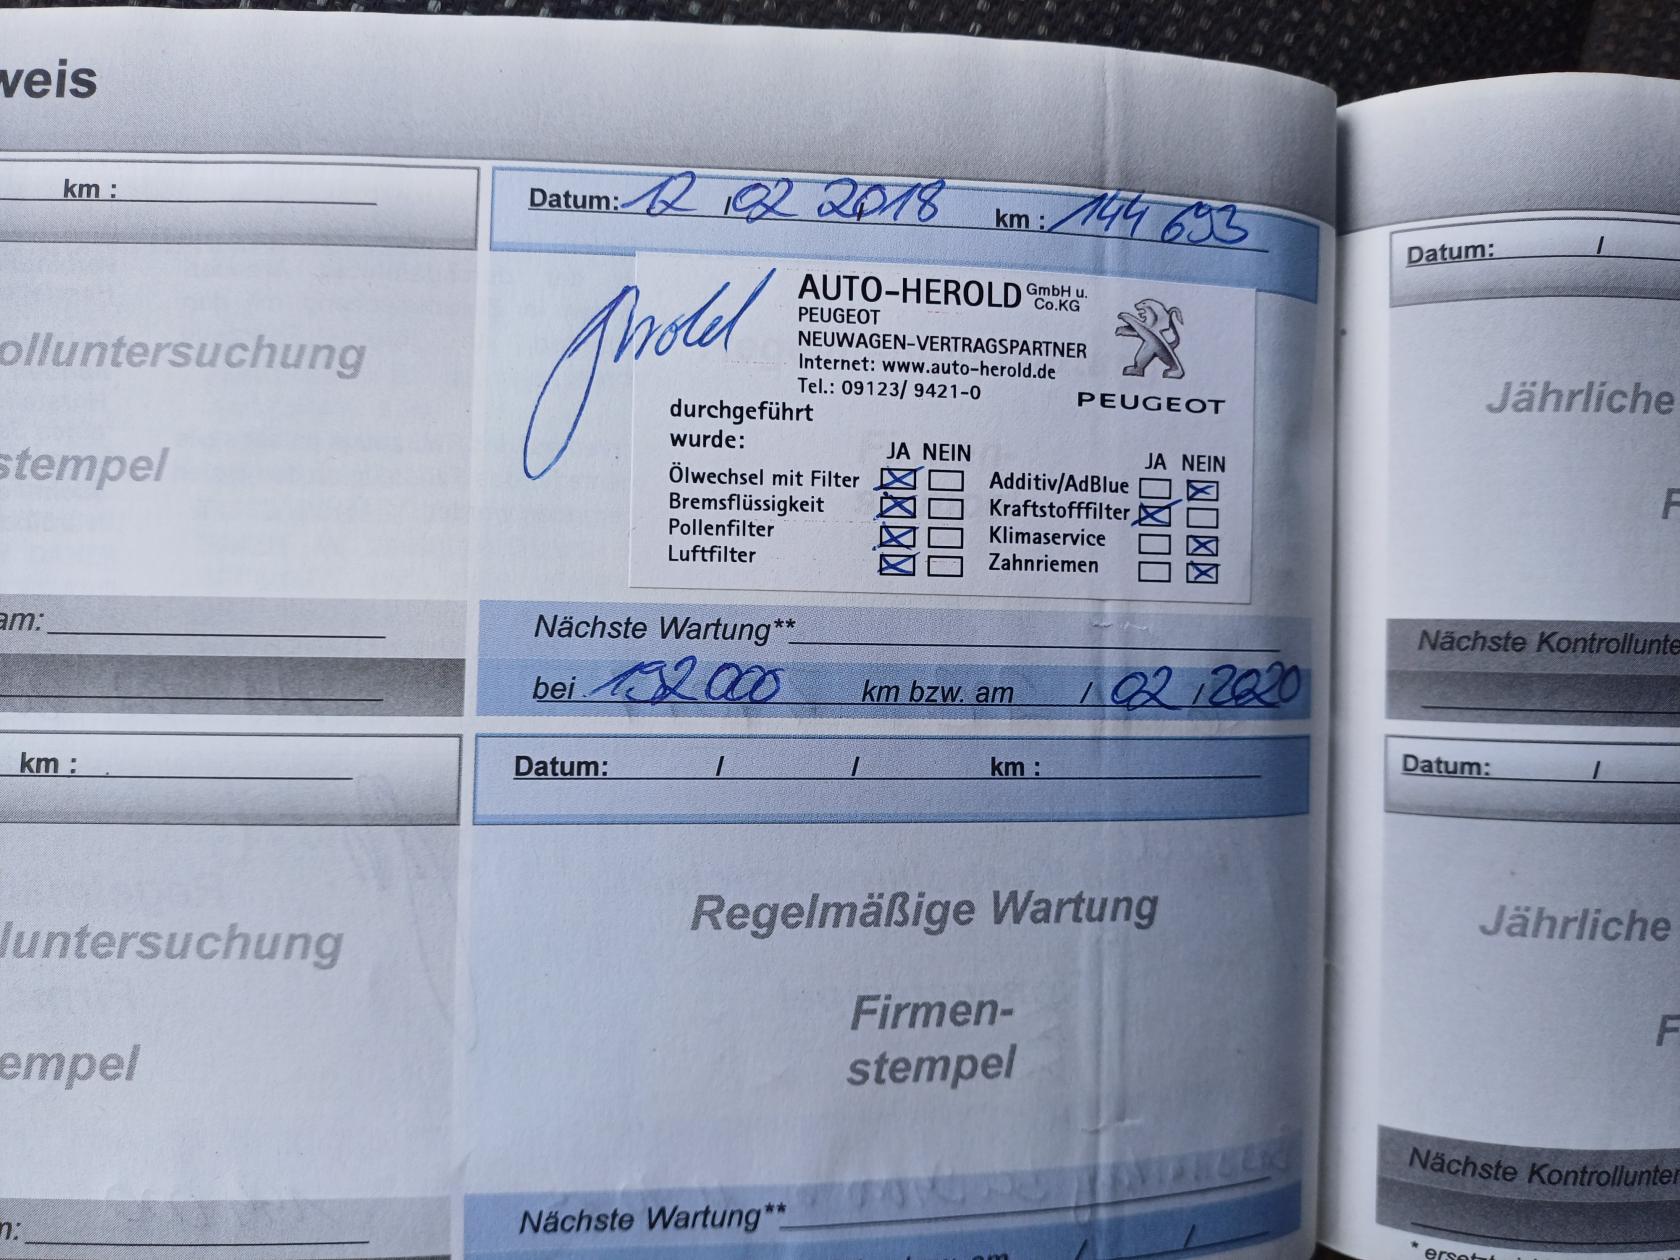 weis
km :
olluntersuchung
stempel
am:
km :
luntersuchung
empel
n:
Datum: 12 / 02 2018 km : 144 693
Herold
AUTO-HEROLD GmbH u. Co.KG
PEUGEOT
NEUWAGEN-VERTRAGSPARTNER
Internet: www.auto-herold.de
Tel.: 09123/ 9421-0
PEUGEOT
durchgeführt
wurde:
JA NEIN JA NEIN
Ölwechsel mit Filter Additiv/AdBlue
Bremsflüssigkeit Kraftstofffilter
Pollenfilter Klimaservice
Luftfilter Zahnriemen
Nächste Wartung**
bei 192 000 km bzw. am / 02 / 2020
Datum: / / km :
Regelmäßige Wartung
Firmen-
stempel
Nächste Wartung**
Datum: /
Jährliche
F
Nächste Kontrollunte
Datum: /
Jährliche
F
Nächste Kontrollunter